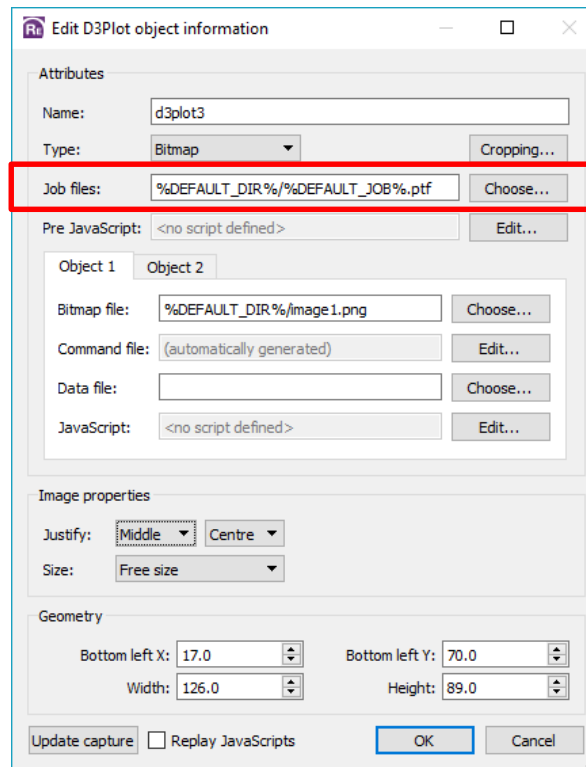 RE Edit D3Plot object information
Attributes
Name: d3plot3
Type: Bitmap Cropping...
Job files: %DEFAULT_DIR%/%DEFAULT_JOB%.ptf Choose...
Pre JavaScript: <no script defined> Edit...
Object 1 Object 2
Bitmap file: %DEFAULT_DIR%/image1.png Choose...
Command file: (automatically generated) Edit...
Data file: Choose...
JavaScript: <no script defined> Edit...
Image properties
Justify: Middle Centre
Size: Free size
Geometry
Bottom left X: 17.0 Bottom left Y: 70.0
Width: 126.0 Height: 89.0
Update capture Replay JavaScripts OK Cancel